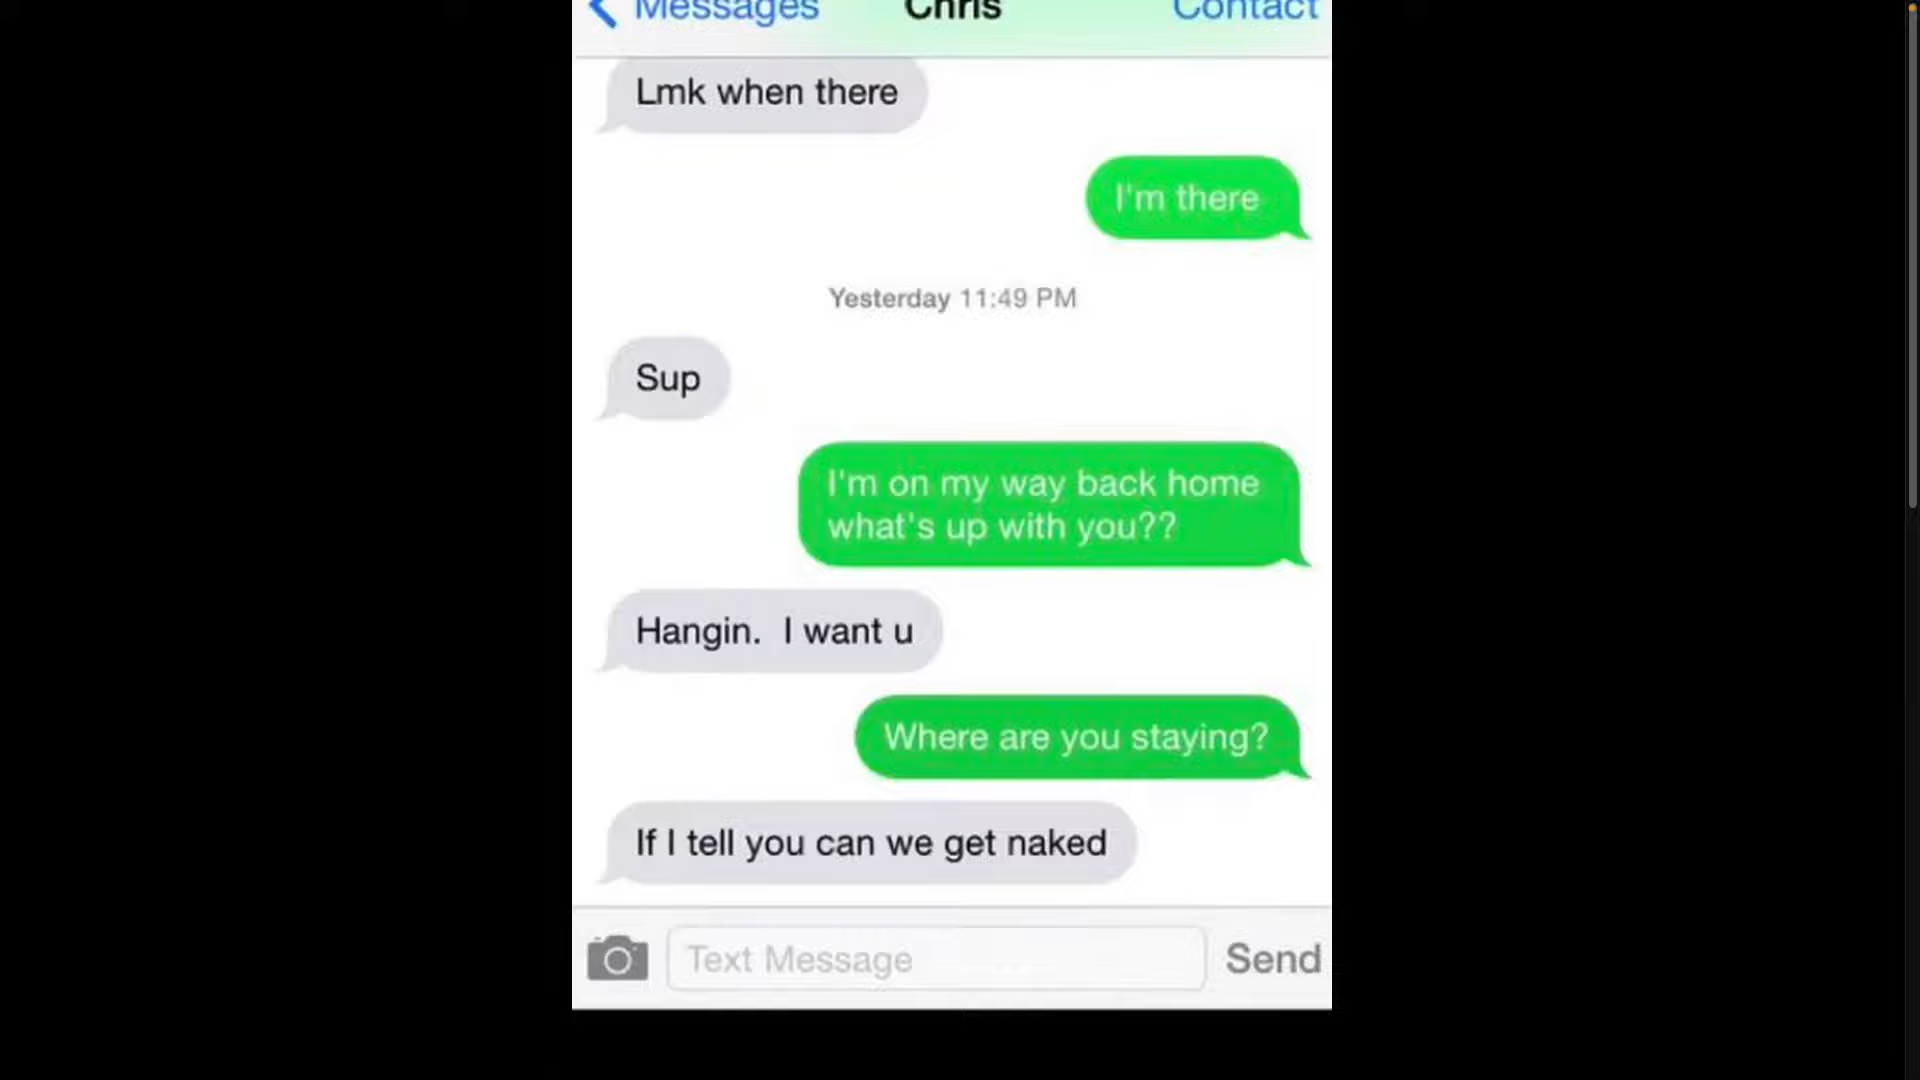 Messages Chris Contact
Lmk when there
I'm there
Yesterday 11:49 PM
Sup
I'm on my way back home
what's up with you??
Hangin.  I want u
Where are you staying?
If I tell you can we get naked
Text Message Send